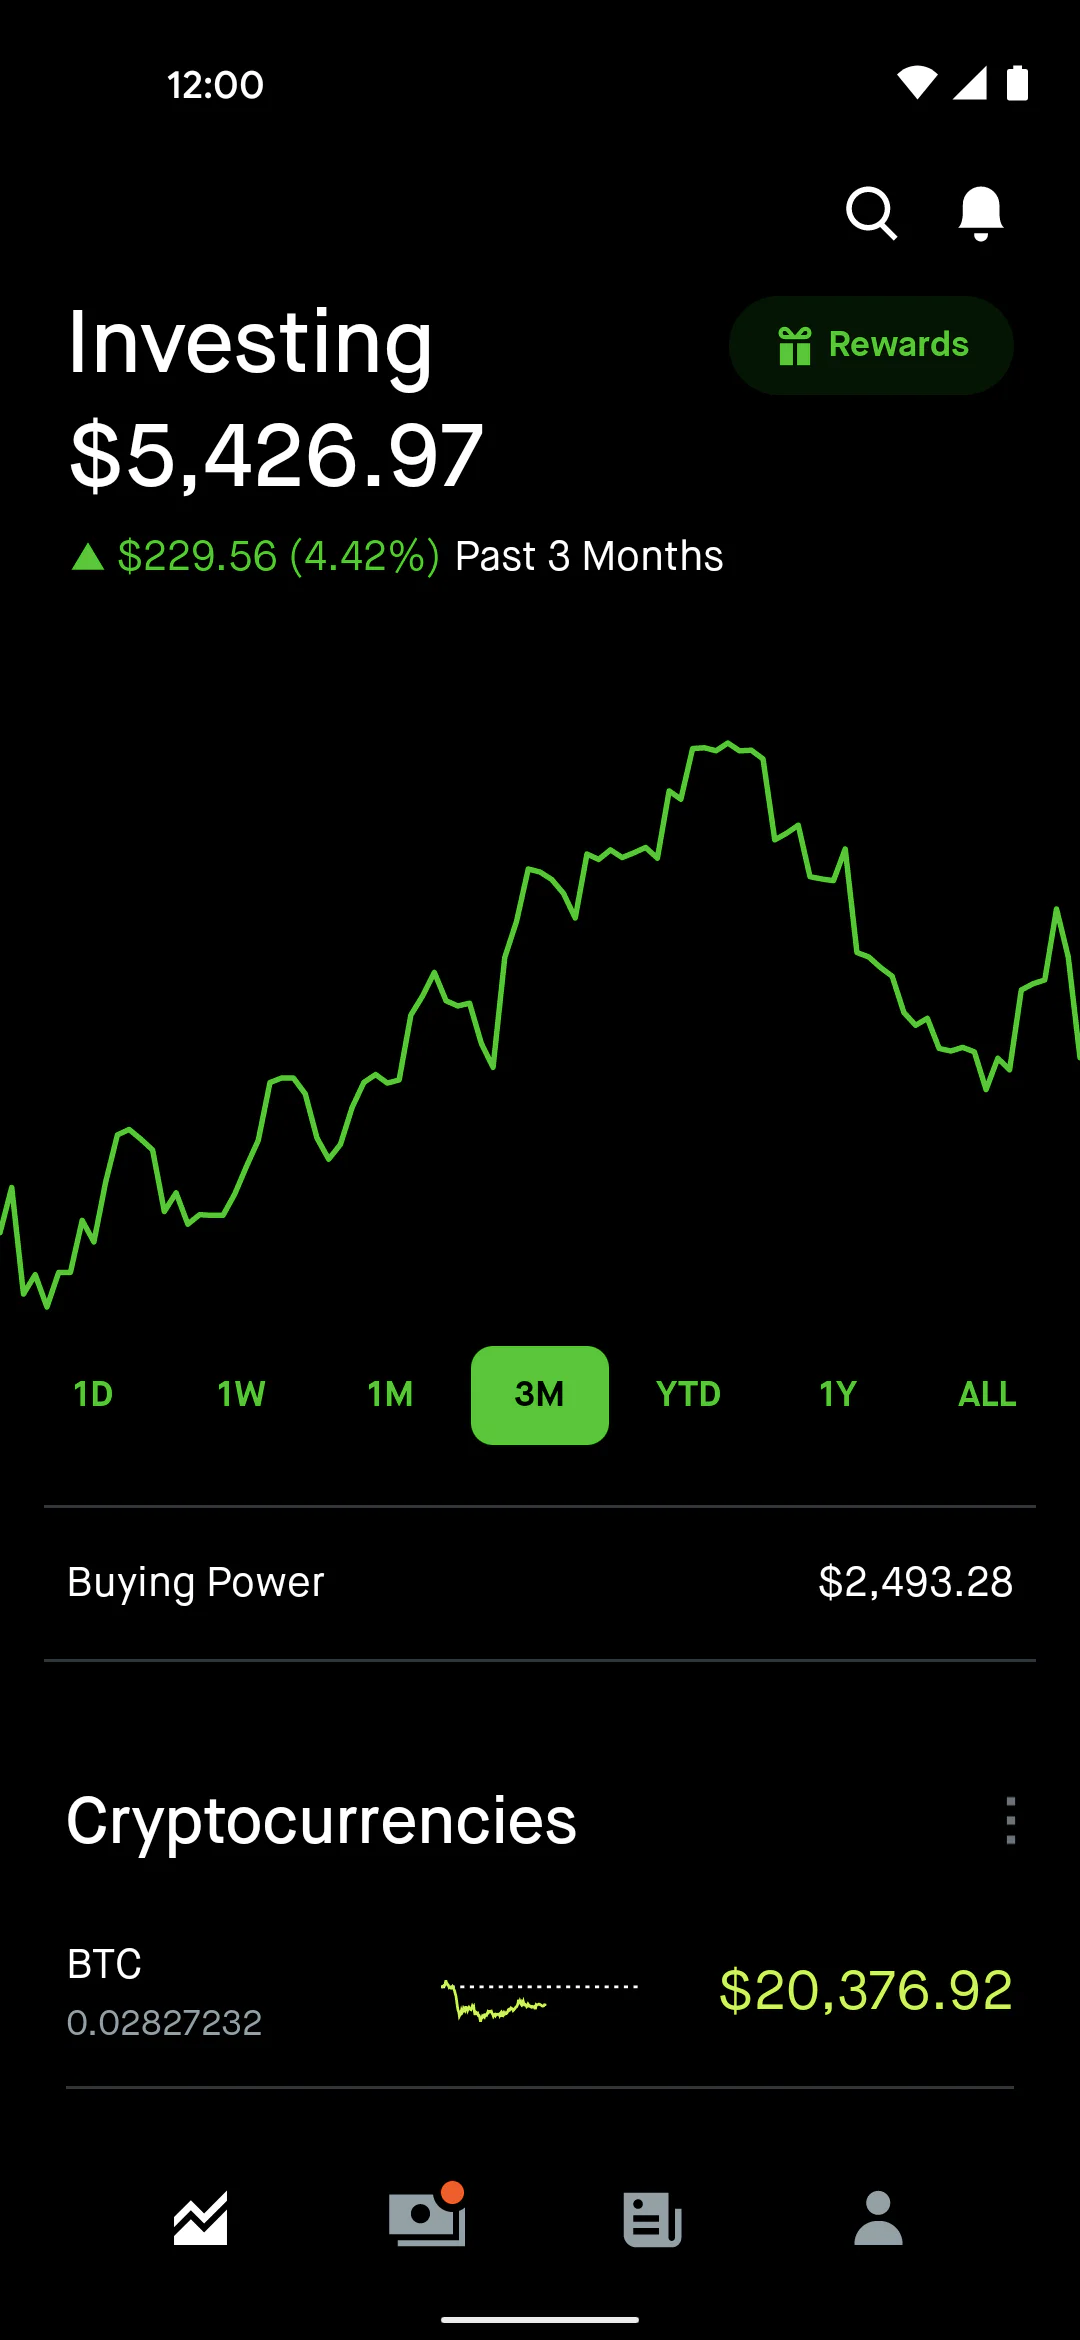 12:00
Investing
Rewards
$5,426.97
▲ $229.56 (4.42%) Past 3 Months
1D 1W 1M 3M YTD 1Y ALL
Buying Power $2,493.28
Cryptocurrencies
BTC
0.02827232
$20,376.92